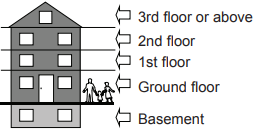 3rd floor or above
2nd floor
1st floor
Ground floor
Basement